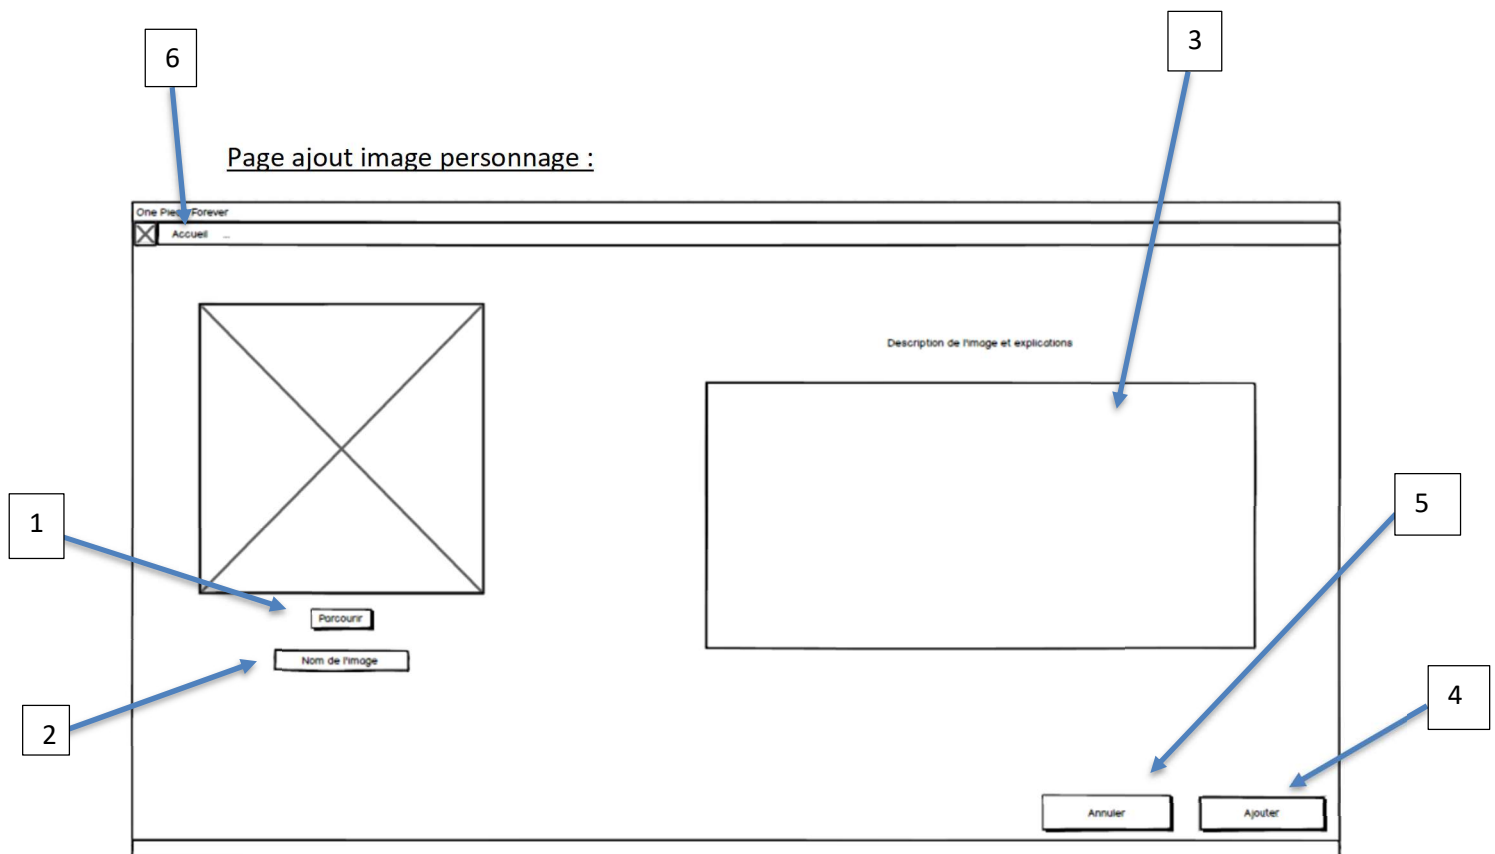 6
3
Page ajout image personnage :
One Piece Forever
Accueil ...
Description de l'image et explications
1
5
Parcourir
Nom de l'image
2
4
Annuler
Ajouter